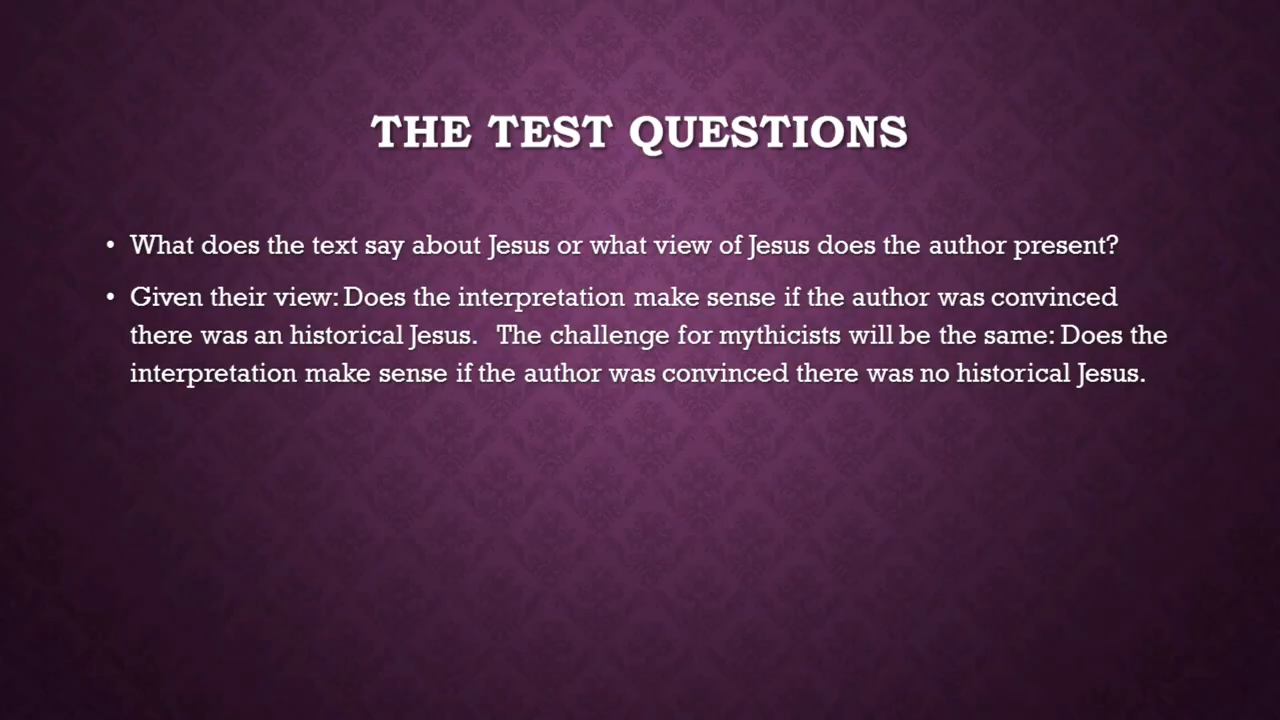 THE TEST QUESTIONS
• What does the text say about Jesus or what view of Jesus does the author present?
• Given their view: Does the interpretation make sense if the author was convinced
there was an historical Jesus. The challenge for mythicists will be the same: Does the
interpretation make sense if the author was convinced there was no historical Jesus.